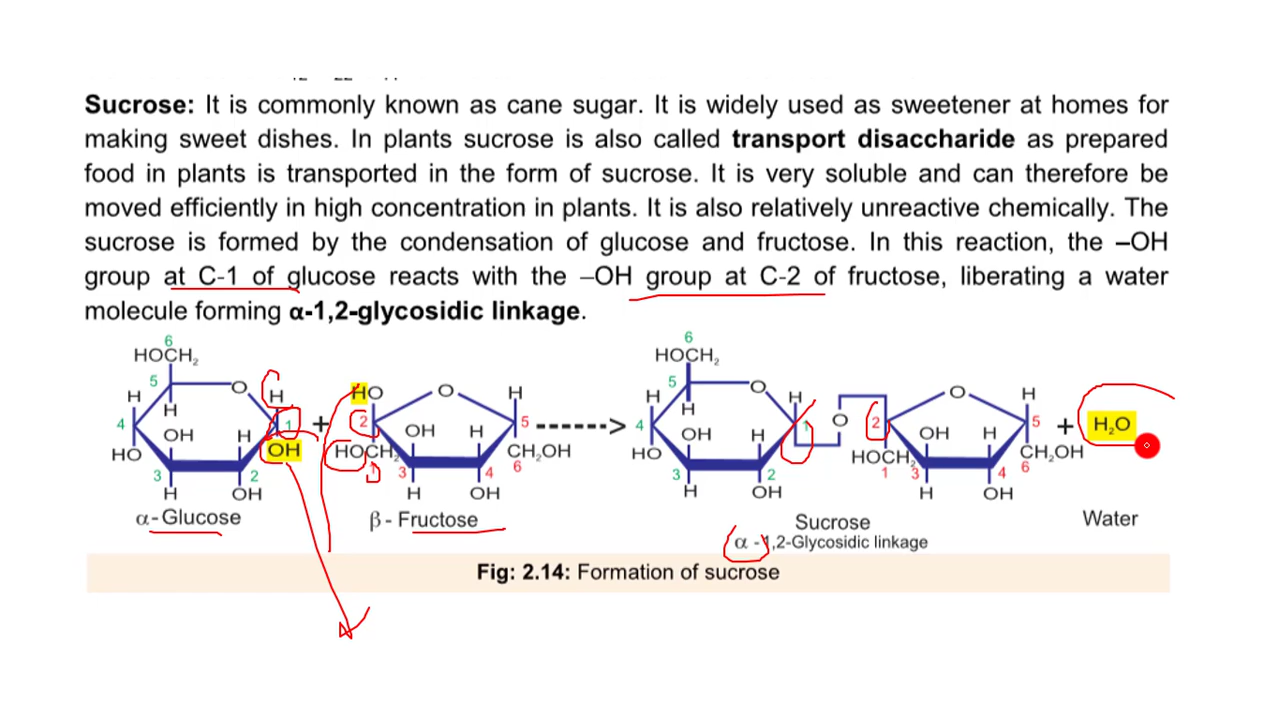 Sucrose: It is commonly known as cane sugar. It is widely used as sweetener at homes for
making sweet dishes. In plants sucrose is also called transport disaccharide as prepared
food in plants is transported in the form of sucrose. It is very soluble and can therefore be
moved efficiently in high concentration in plants. It is also relatively unreactive chemically. The
sucrose is formed by the condensation of glucose and fructose. In this reaction, the –OH
group at C-1 of glucose reacts with the –OH group at C-2 of fructose, liberating a water
molecule forming α-1,2-glycosidic linkage.
6 6
HOCH₂ HOCH₂
5 O H HO O H 5 O H O H
H H 1 + 2 5 ------> H H 1 O 2 5 + H₂O
4 OH H OH HOCH₂ OH H CH₂OH 4 OH H HOCH₂ OH H CH₂OH
HO 3 2 1 3 4 6 HO 3 2 1 3 4 6
H OH H OH H OH H OH
α-Glucose β - Fructose Sucrose Water
α -1,2-Glycosidic linkage
Fig: 2.14: Formation of sucrose